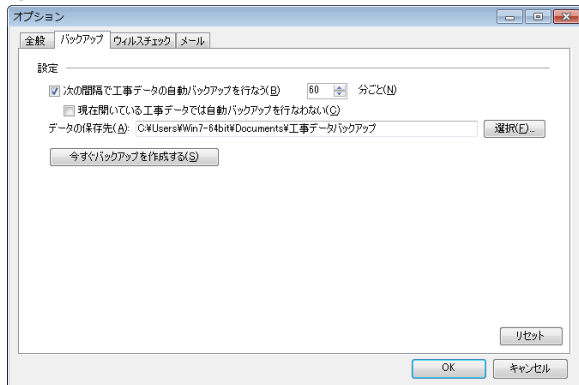 オプション
全般 バックアップ ウィルスチェック メール
設定
次の間隔で工事データの自動バックアップを行なう(B) 60 分ごと(N)
現在開いている工事データでは自動バックアップを行なわない(C)
データの保存先(A): C:¥Users¥Win7-64bit¥Documents¥工事データバックアップ 選択(F)...
今すぐバックアップを作成する(S)
リセット
OK キャンセル